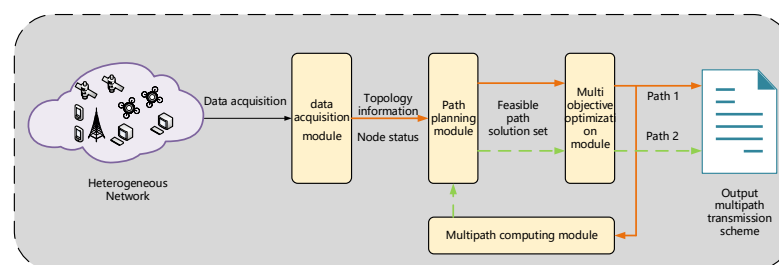 Data acquisition
Heterogeneous
Network
data
acquisition
module
Topology
information
Node status
Path
planning
module
Feasible
path
solution set
Multi
objective
optimizati
on module
Path 1
Path 2
Output
multipath
transmission
scheme
Multipath computing module